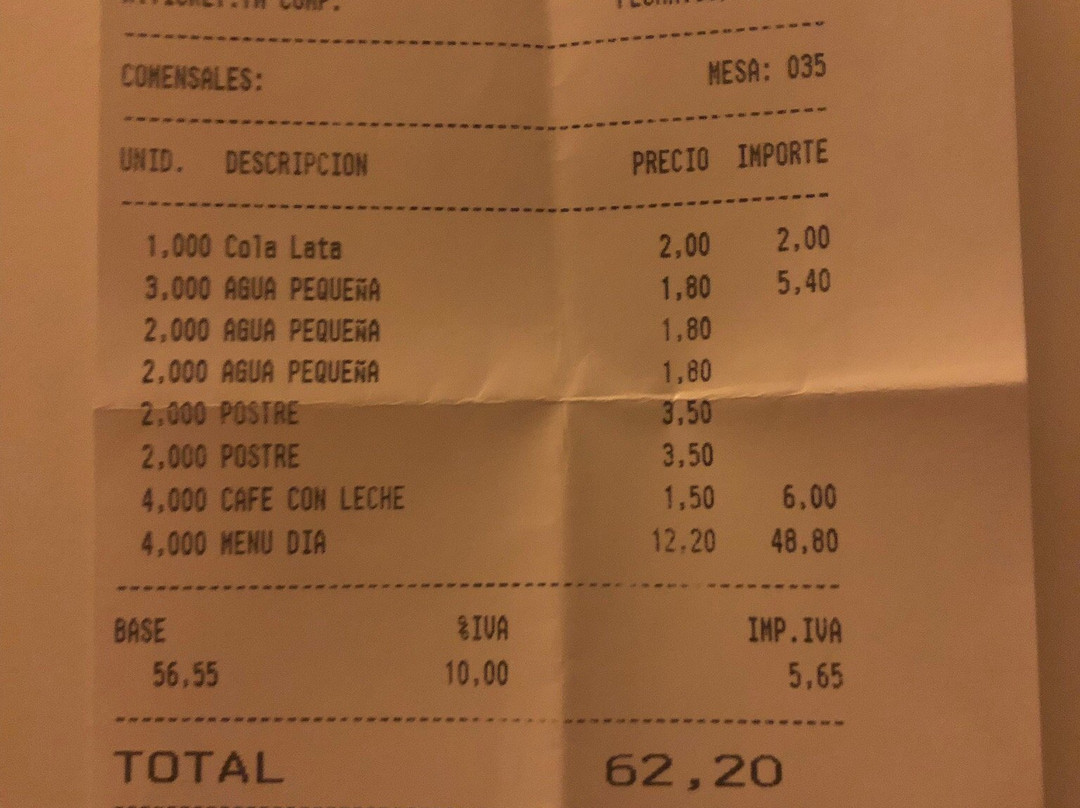 COMENSALES: MESA: 035
UNID. DESCRIPCION PRECIO IMPORTE
1,000 Cola Lata 2,00 2,00
3,000 AGUA PEQUEÑA 1,80 5,40
2,000 AGUA PEQUEÑA 1,80
2,000 AGUA PEQUEÑA 1,80
2,000 POSTRE 3,50
2,000 POSTRE 3,50
4,000 CAFE CON LECHE 1,50 6,00
4,000 MENU DIA 12,20 48,80
BASE %IVA IMP.IVA
56,55 10,00 5,65
TOTAL 62,20